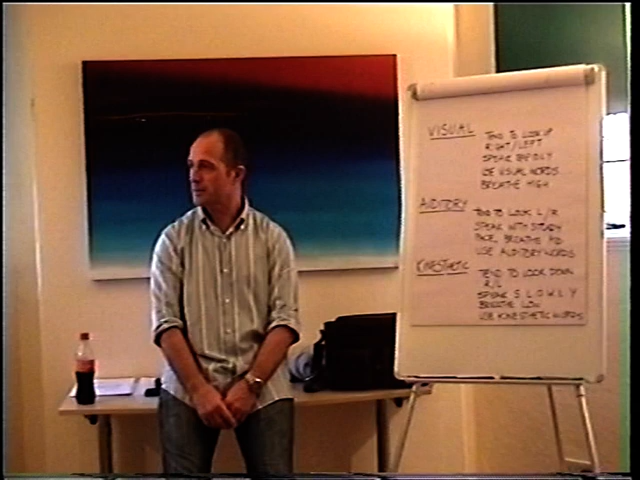 VISUAL
TEND TO LOOK UP
RIGHT/LEFT
SPEAK RAPIDLY
USE VISUAL WORDS
BREATHE HIGH
AUDITORY
TEND TO LOOK L/R
SPEAK WITH STUDY
PACE, BREATHE MID
USE AUDITORY WORDS
KINESTHETIC
TEND TO LOOK DOWN
R/L
SPEAK S L O W L Y
BREATHE LOW
USE KINESTHETIC WORDS